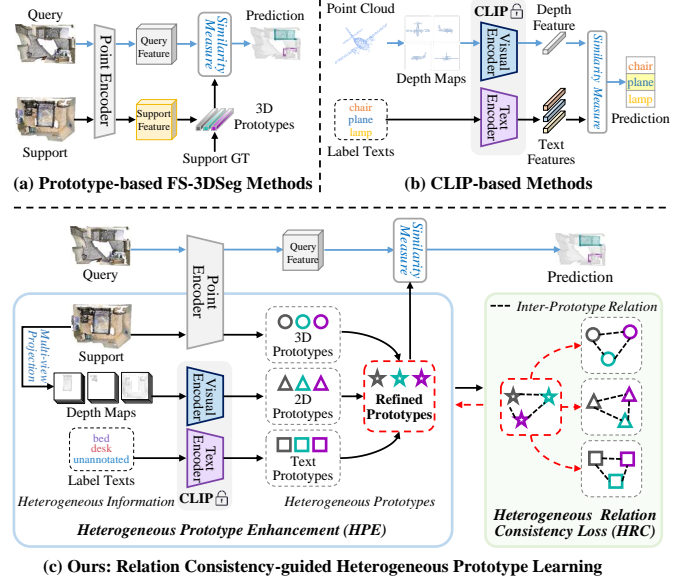 Query
Point Encoder
Query
Feature
Similarity
Measure
Prediction
Support
Support
Feature
3D
Prototypes
Support GT
(a) Prototype-based FS-3DSeg Methods
Point Cloud
Depth Maps
CLIP
Visual
Encoder
Depth
Feature
Similarity Measure
chair
plane
lamp
Prediction
chair
plane
lamp
Label Texts
Text
Encoder
Text
Features
(b) CLIP-based Methods
Query
Point
Encoder
Query
Feature
Similarity
Measure
Prediction
Support
Multi-view
Projection
3D
Prototypes
Depth Maps
Visual
Encoder
2D
Prototypes
Refined
Prototypes
bed
desk
unannotated
Label Texts
Text
Encoder
Text Prototypes
CLIP
Heterogeneous Information
Heterogeneous Prototypes
Heterogeneous Prototype Enhancement (HPE)
Inter-Prototype Relation
Heterogeneous Relation
Consistency Loss (HRC)
(c) Ours: Relation Consistency-guided Heterogeneous Prototype Learning